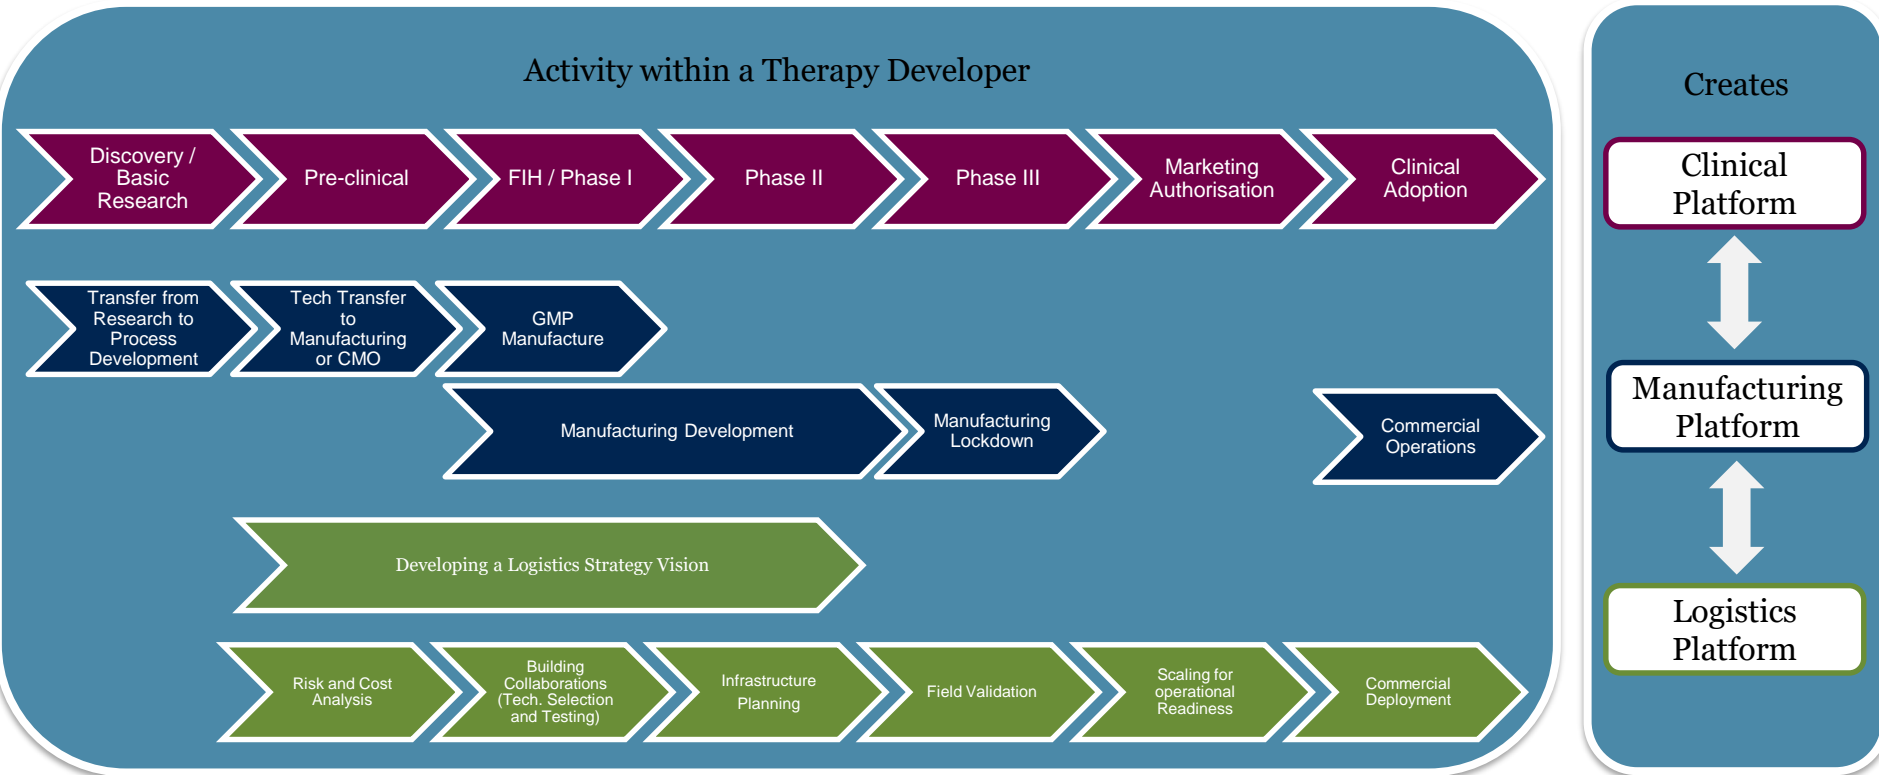 Activity within a Therapy Developer
Discovery /
Basic
Research
Pre-clinical
FIH / Phase I
Phase II
Phase III
Marketing
Authorisation
Clinical
Adoption
Transfer from
Research to
Process
Development
Tech Transfer
to
Manufacturing
or CMO
GMP
Manufacture
Manufacturing Development
Manufacturing
Lockdown
Commercial
Operations
Developing a Logistics Strategy Vision
Risk and Cost
Analysis
Building
Collaborations
(Tech. Selection
and Testing)
Infrastructure
Planning
Field Validation
Scaling for
operational
Readiness
Commercial
Deployment
Creates
Clinical
Platform
Manufacturing
Platform
Logistics
Platform